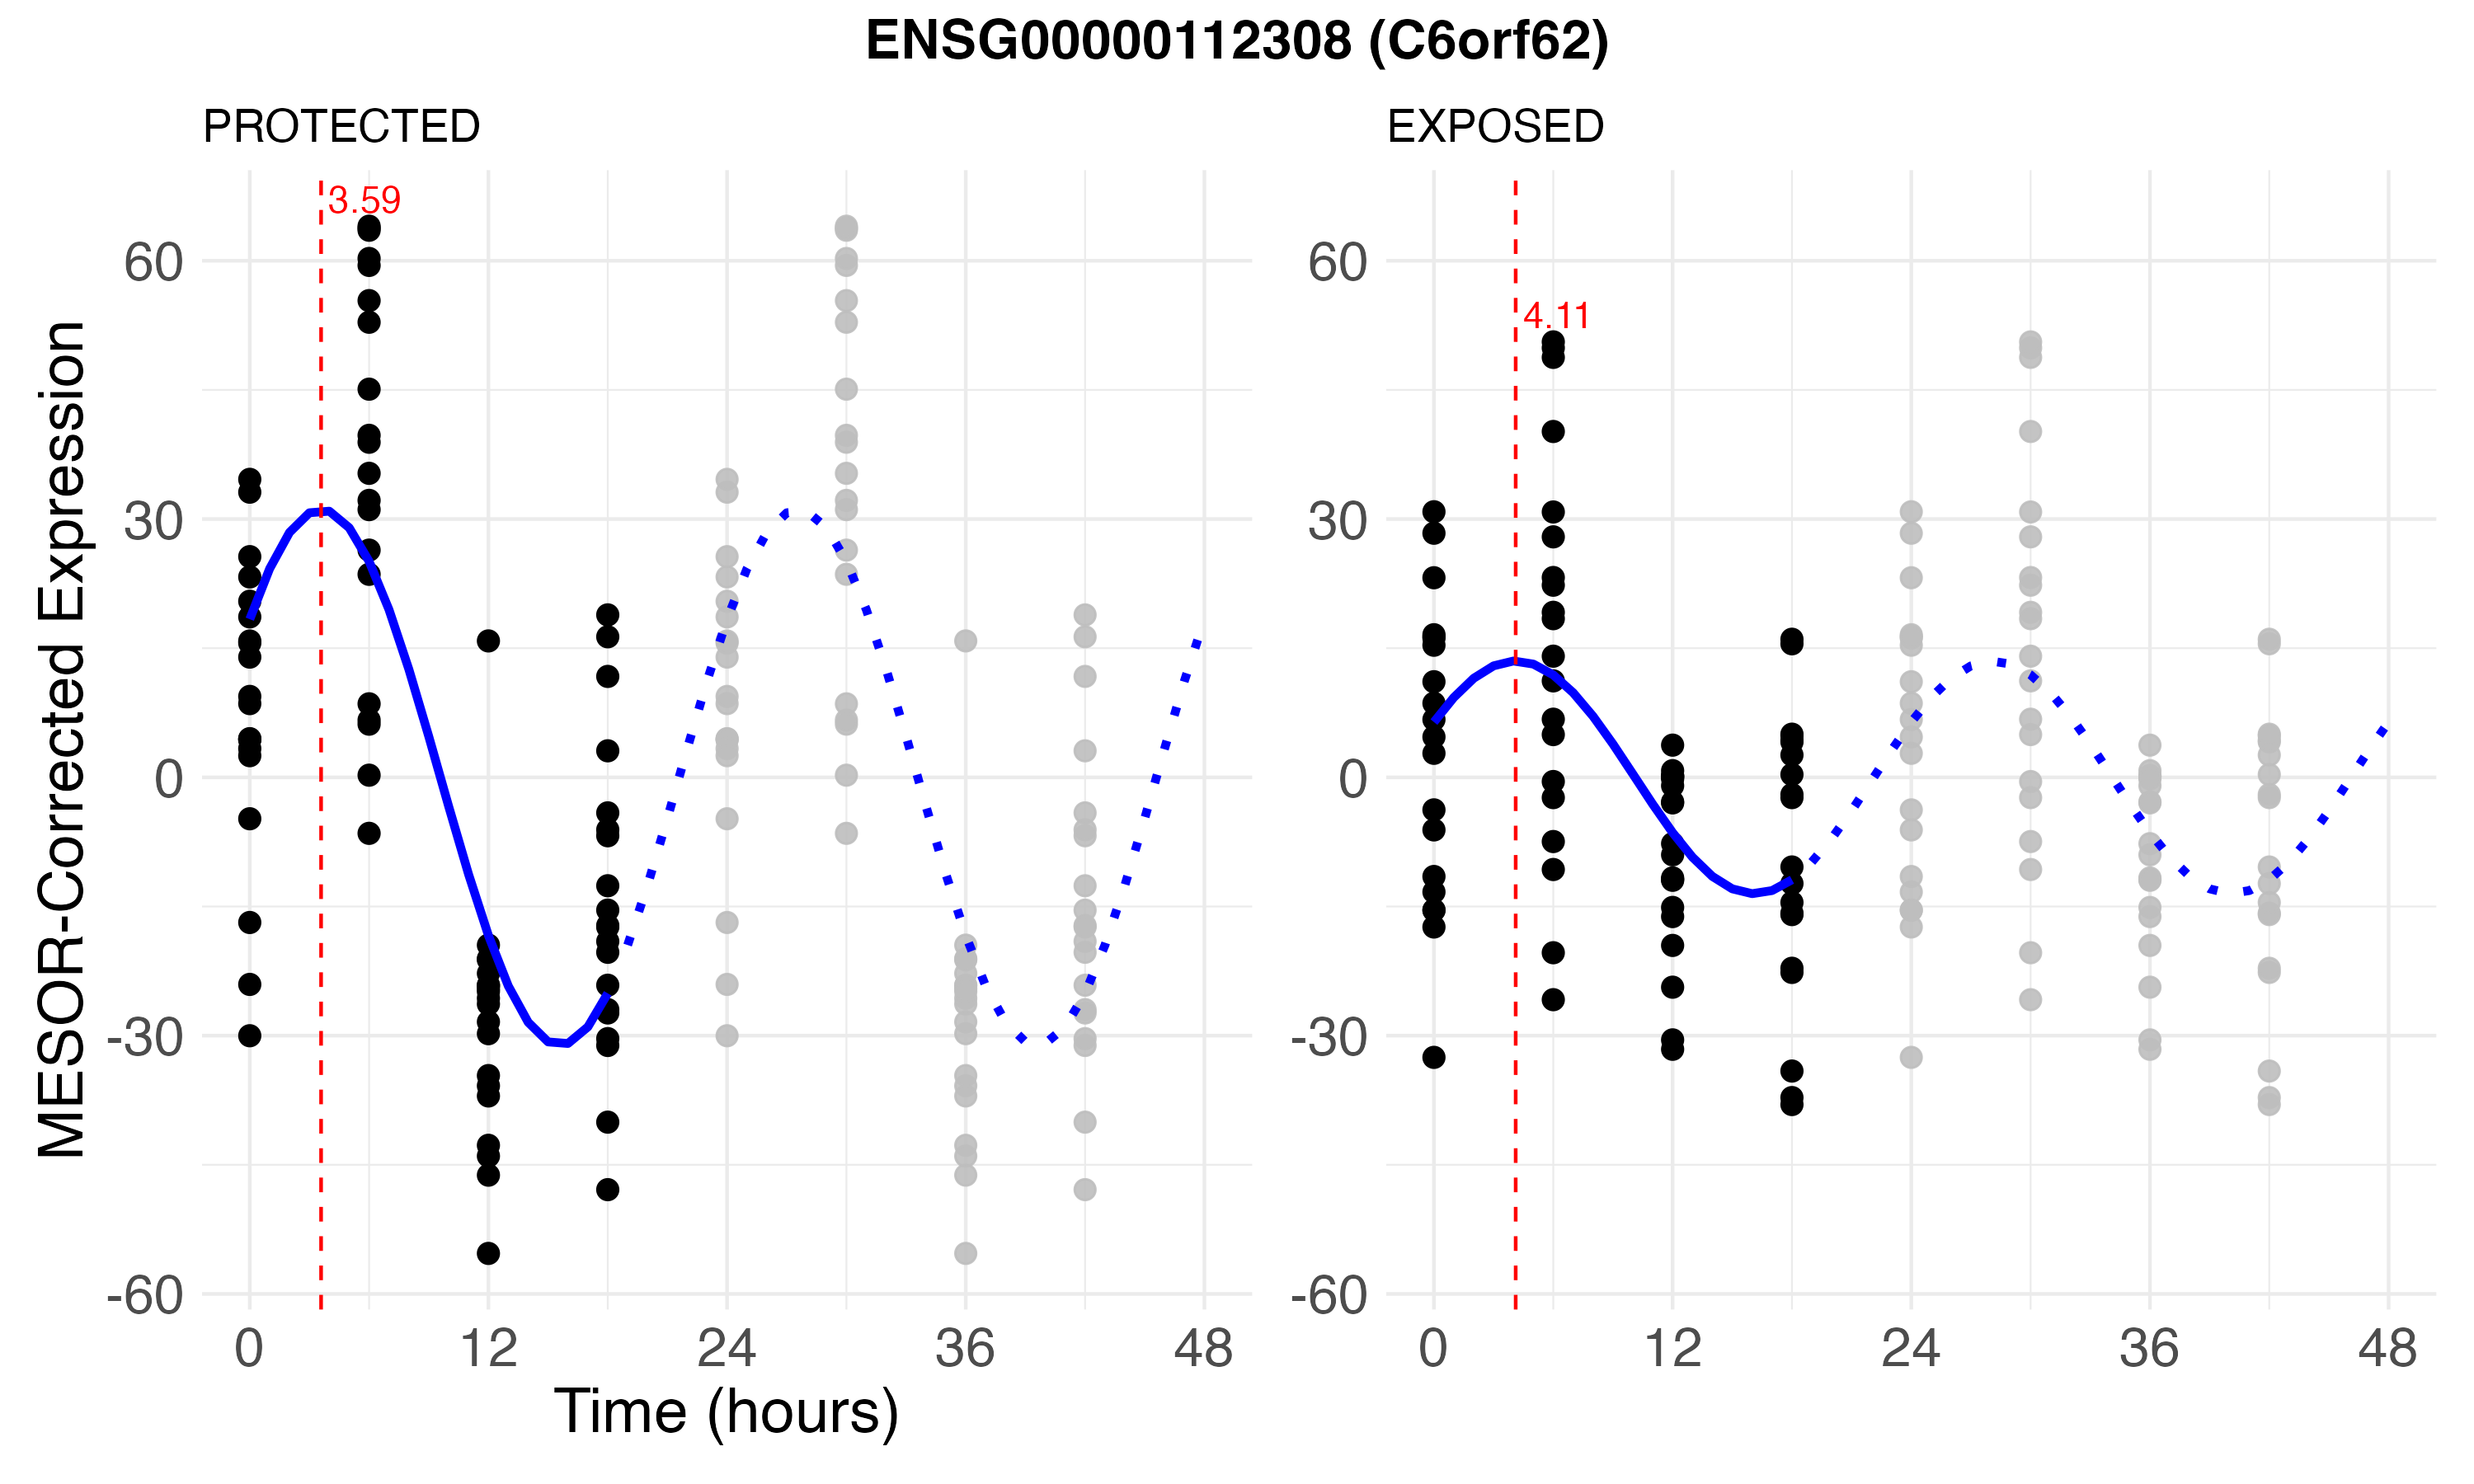 ENSG00000112308 (C6orf62)
PROTECTED
EXPOSED
MESOR-Corrected Expression
3.59
60
30
0
-30
-60
0 12 24 36 48
Time (hours)
4.11
60
30
0
-30
-60
0 12 24 36 48